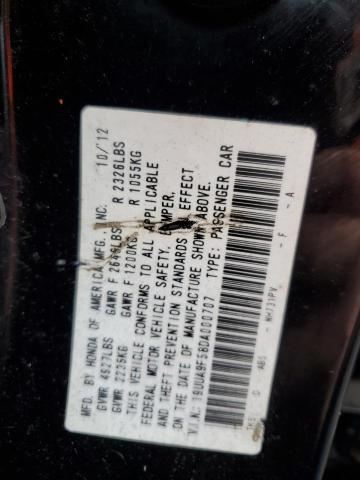 MFD. BY HONDA OF AMERICA MFG., INC. 10/12
GVWR 4927LBS GAWR F 2646LBS R 2326LBS
GVWR 2235KG GAWR F 1200KG R 1055KG
THIS VEHICLE CONFORMS TO ALL APPLICABLE
FEDERAL MOTOR VEHICLE SAFETY, BUMPER,
AND THEFT PREVENTION STANDARDS IN EFFECT
ON THE DATE OF MANUFACTURE SHOWN ABOVE.
V.I.N.: 19UUA9F58DA000707 TYPE: PASSENGER CAR
WH731PV - F - A